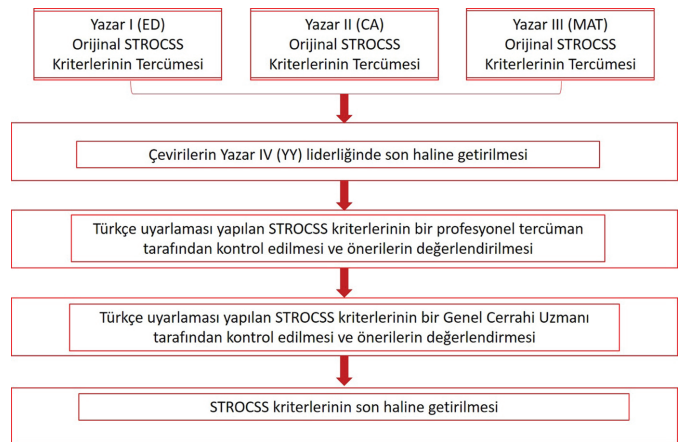 Yazar I (ED)
Orijinal STROCSS
Kriterlerinin Tercümesi
Yazar II (CA)
Orijinal STROCSS
Kriterlerinin Tercümesi
Yazar III (MAT)
Orijinal STROCSS
Kriterlerinin Tercümesi
Çevirilerin Yazar IV (YY) liderliğinde son haline getirilmesi
Türkçe uyarlaması yapılan STROCSS kriterlerinin bir profesyonel tercüman
tarafından kontrol edilmesi ve önerilerin değerlendirilmesi
Türkçe uyarlaması yapılan STROCSS kriterlerinin bir Genel Cerrahi Uzmanı
tarafından kontrol edilmesi ve önerilerin değerlendirmesi
STROCSS kriterlerinin son haline getirilmesi